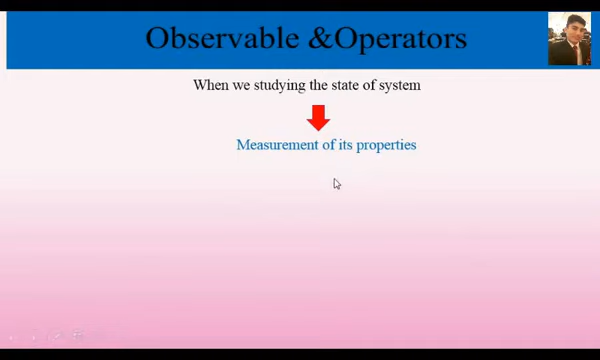 Observable &Operators
When we studying the state of system
Measurement of its properties